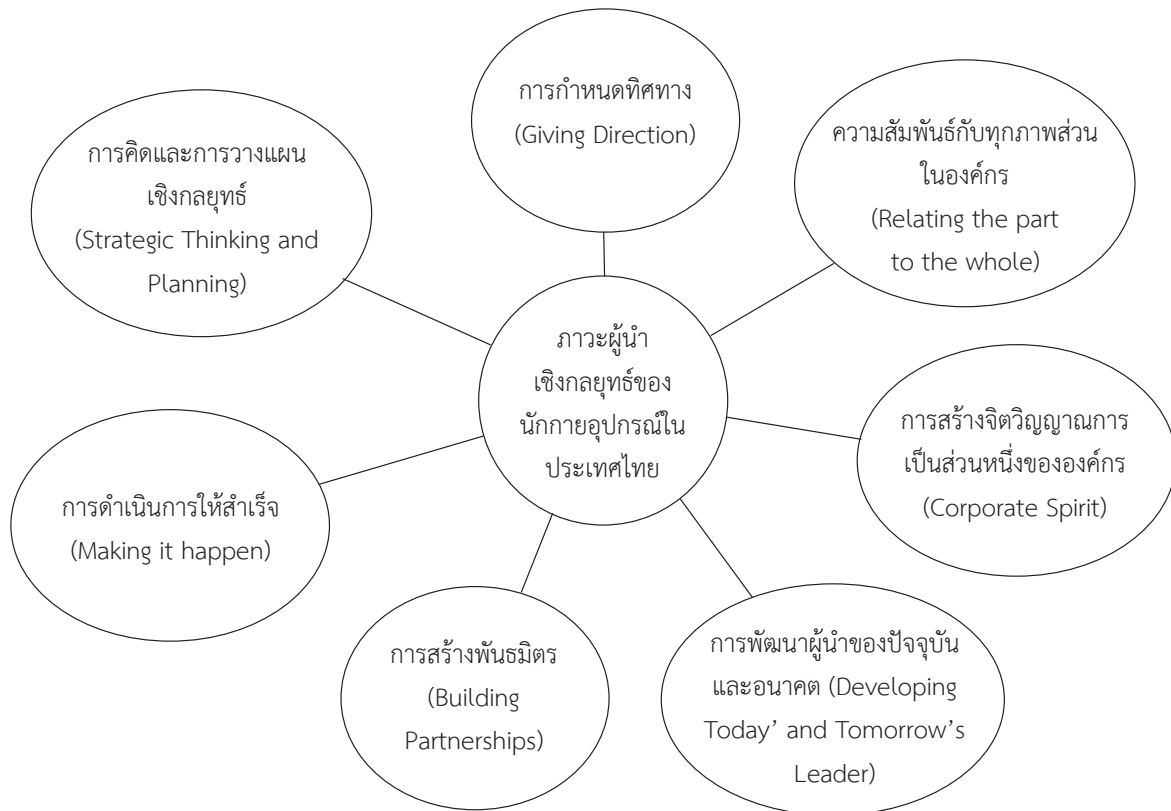 การกำหนดทิศทาง
(Giving Direction)
ความสัมพันธ์กับทุกภาพส่วน
ในองค์กร
(Relating the part
to the whole)
การคิดและการวางแผน
เชิงกลยุทธ์
(Strategic Thinking and
Planning)
ภาวะผู้นำ
เชิงกลยุทธ์ของ
นักกายอุปกรณ์ใน
ประเทศไทย
การสร้างจิตวิญญาณการ
เป็นส่วนหนึ่งขององค์กร
(Corporate Spirit)
การดำเนินการให้สำเร็จ
(Making it happen)
การสร้างพันธมิตร
(Building
Partnerships)
การพัฒนาผู้นำของปัจจุบัน
และอนาคต (Developing
Today’ and Tomorrow’s
Leader)